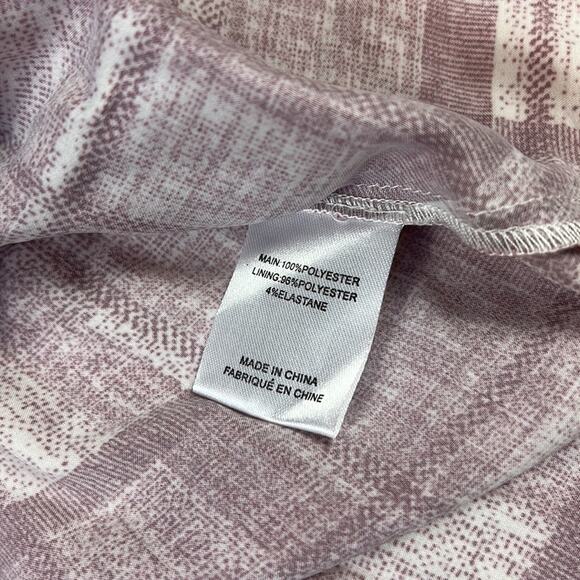 MAIN:100%POLYESTER
LINING:96%POLYESTER
4%ELASTANE
MADE IN CHINA
FABRIQUÉ EN CHINE